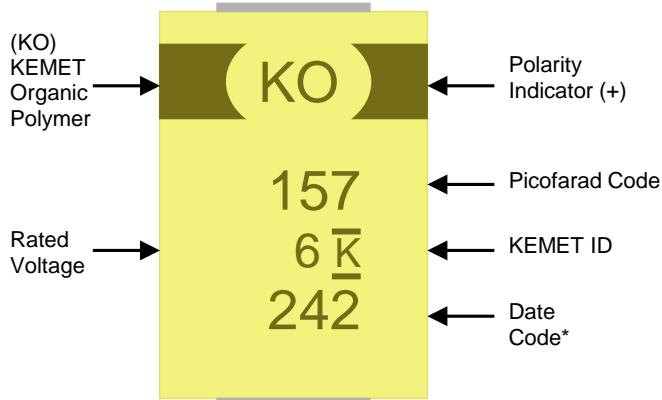 (KO)
KEMET
Organic
Polymer
KO
Polarity
Indicator (+)
157
Picofarad Code
Rated
Voltage
6 K
KEMET ID
242
Date
Code*